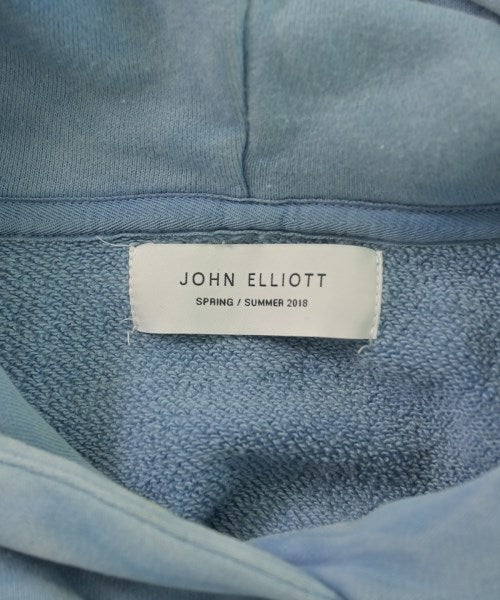 JOHN ELLIOTT
SPRING / SUMMER 2018